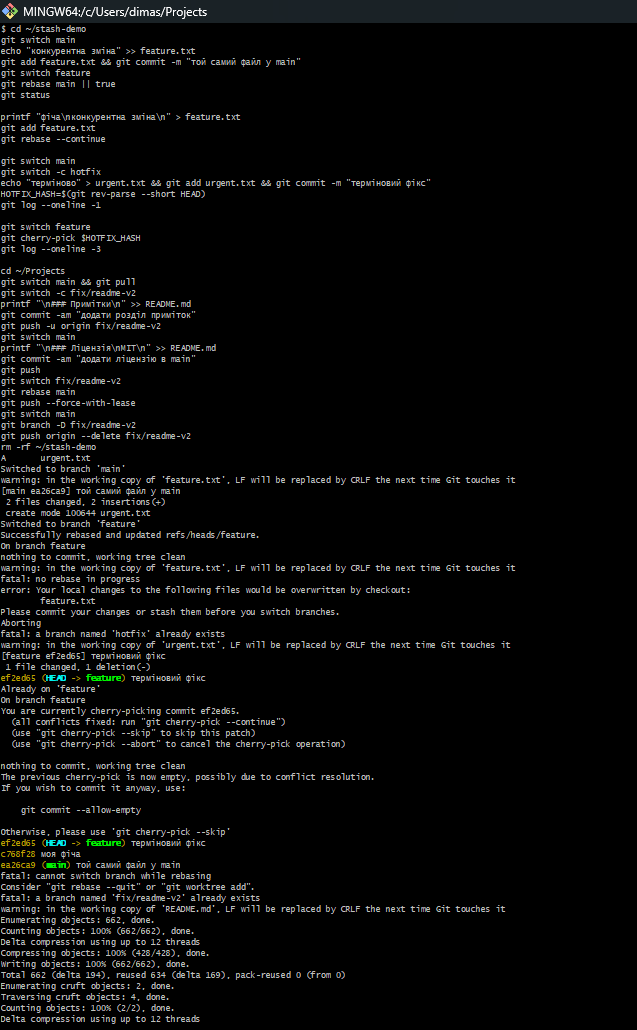 MINGW64:/c/Users/dimas/Projects
$ cd ~/stash-demo
git switch main
echo "конкурентна зміна" >> feature.txt
git add feature.txt && git commit -m "той самий файл у main"
git switch feature
git rebase main || true
git status
printf "фіча\nконкурентна зміна\n" > feature.txt
git add feature.txt
git rebase --continue
git switch main
git switch -c hotfix
echo "терміново" > urgent.txt && git add urgent.txt && git commit -m "терміновий фікс"
HOTFIX_HASH=$(git rev-parse --short HEAD)
git log --oneline -1
git switch feature
git cherry-pick $HOTFIX_HASH
git log --oneline -3
cd ~/Projects
git switch main && git pull
git switch -c fix/readme-v2
printf "\n### Примітки\n" >> README.md
git commit -am "додати розділ приміток"
git push -u origin fix/readme-v2
git switch main
printf "\n### Ліцензія\nMIT\n" >> README.md
git commit -am "додати ліцензію в main"
git push
git switch fix/readme-v2
git rebase main
git push --force-with-lease
git switch main
git branch -D fix/readme-v2
git push origin --delete fix/readme-v2
rm -rf ~/stash-demo
A       urgent.txt
Switched to branch 'main'
warning: in the working copy of 'feature.txt', LF will be replaced by CRLF the next time Git touches it
[main ea26ca9] той самий файл у main
 2 files changed, 2 insertions(+)
 create mode 100644 urgent.txt
Switched to branch 'feature'
Successfully rebased and updated refs/heads/feature.
On branch feature
nothing to commit, working tree clean
warning: in the working copy of 'feature.txt', LF will be replaced by CRLF the next time Git touches it
fatal: no rebase in progress
error: Your local changes to the following files would be overwritten by checkout:
        feature.txt
Please commit your changes or stash them before you switch branches.
Aborting
fatal: a branch named 'hotfix' already exists
warning: in the working copy of 'urgent.txt', LF will be replaced by CRLF the next time Git touches it
[feature ef2ed65] терміновий фікс
 1 file changed, 1 deletion(-)
ef2ed65 (HEAD -> feature) терміновий фікс
Already on 'feature'
On branch feature
You are currently cherry-picking commit ef2ed65.
  (all conflicts fixed: run "git cherry-pick --continue")
  (use "git cherry-pick --skip" to skip this patch)
  (use "git cherry-pick --abort" to cancel the cherry-pick operation)
nothing to commit, working tree clean
The previous cherry-pick is now empty, possibly due to conflict resolution.
If you wish to commit it anyway, use:
    git commit --allow-empty
Otherwise, please use 'git cherry-pick --skip'
ef2ed65 (HEAD -> feature) терміновий фікс
c768f28 моя фіча
ea26ca9 (main) той самий файл у main
fatal: cannot switch branch while rebasing
Consider "git rebase --quit" or "git worktree add".
fatal: a branch named 'fix/readme-v2' already exists
warning: in the working copy of 'README.md', LF will be replaced by CRLF the next time Git touches it
Enumerating objects: 662, done.
Counting objects: 100% (662/662), done.
Delta compression using up to 12 threads
Compressing objects: 100% (428/428), done.
Writing objects: 100% (662/662), done.
Total 662 (delta 194), reused 634 (delta 169), pack-reused 0 (from 0)
Enumerating cruft objects: 2, done.
Traversing cruft objects: 4, done.
Counting objects: 100% (2/2), done.
Delta compression using up to 12 threads